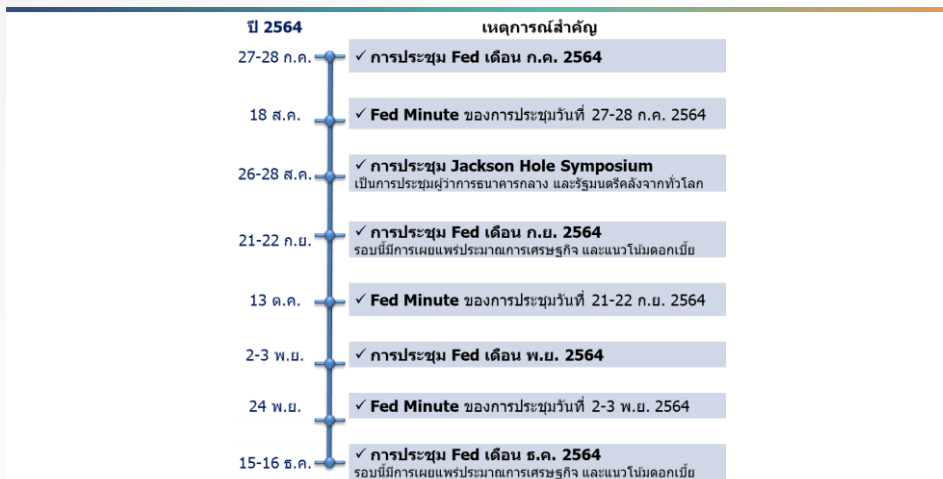 ปี 2564 เหตุการณ์สำคัญ
27-28 ก.ค. ✓ การประชุม Fed เดือน ก.ค. 2564
18 ส.ค. ✓ Fed Minute ของการประชุมวันที่ 27-28 ก.ค. 2564
26-28 ส.ค. ✓ การประชุม Jackson Hole Symposium
เป็นการประชุมผู้ว่าการธนาคารกลาง และรัฐมนตรีคลังจากทั่วโลก
21-22 ก.ย. ✓ การประชุม Fed เดือน ก.ย. 2564
รอบนี้มีการเผยแพร่ประมาณการเศรษฐกิจ และแนวโน้มดอกเบี้ย
13 ต.ค. ✓ Fed Minute ของการประชุมวันที่ 21-22 ก.ย. 2564
2-3 พ.ย. ✓ การประชุม Fed เดือน พ.ย. 2564
24 พ.ย. ✓ Fed Minute ของการประชุมวันที่ 2-3 พ.ย. 2564
15-16 ธ.ค. ✓ การประชุม Fed เดือน ธ.ค. 2564
รอบนี้มีการเผยแพร่ประมาณการเศรษฐกิจ และแนวโน้มดอกเบี้ย